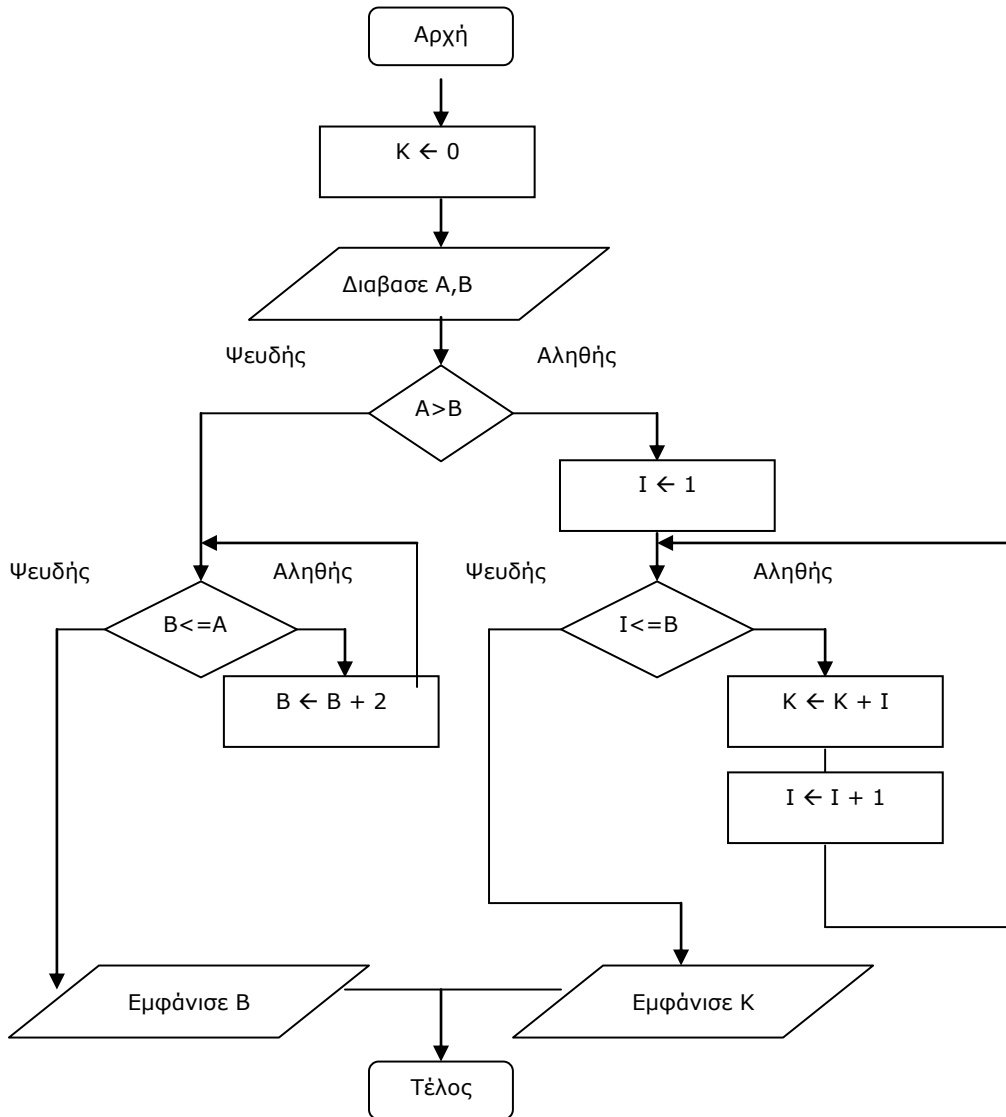 Αρχή
Κ ← 0
Διαβασε Α,Β
Ψευδής
Αληθής
Α>Β
Ι ← 1
Ψευδής
Αληθής
Ψευδής
Αληθής
Β<=Α
Ι<=Β
Β ← Β + 2
Κ ← Κ + Ι
Ι ← Ι + 1
Εμφάνισε Β
Εμφάνισε Κ
Τέλος